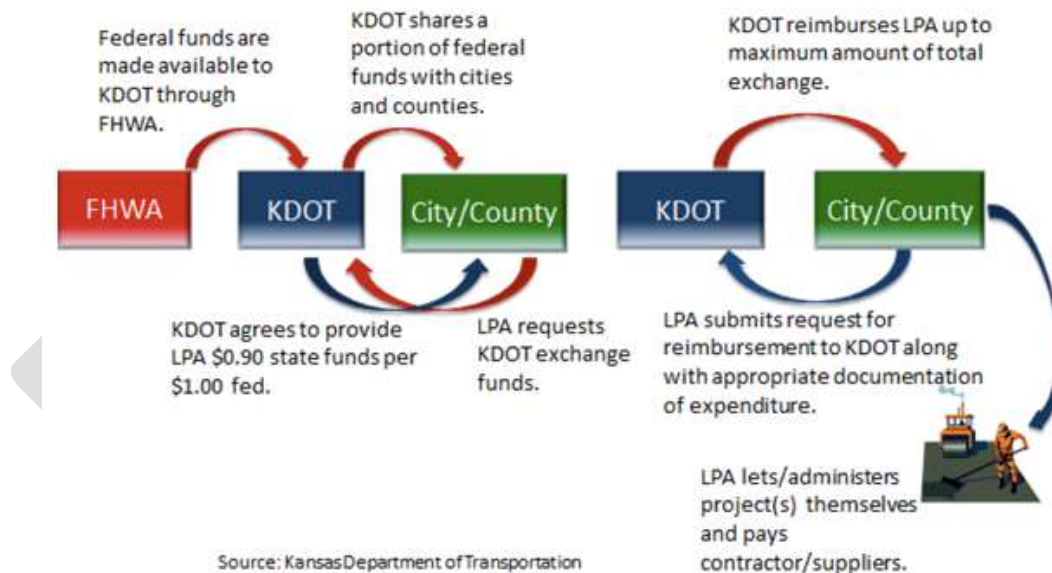 Federal funds are
made available to
KDOT through
FHWA.
KDOT shares a
portion of federal
funds with cities
and counties.
KDOT reimburses LPA up to
maximum amount of total
exchange.
FHWA
KDOT
City/County
KDOT
City/County
KDOT agrees to provide
LPA $0.90 state funds per
$1.00 fed.
LPA requests
KDOT exchange
funds.
LPA submits request for
reimbursement to KDOT along
with appropriate documentation
of expenditure.
LPA lets/administers
project(s) themselves
and pays
contractor/suppliers.
Source: Kansas Department of Transportation